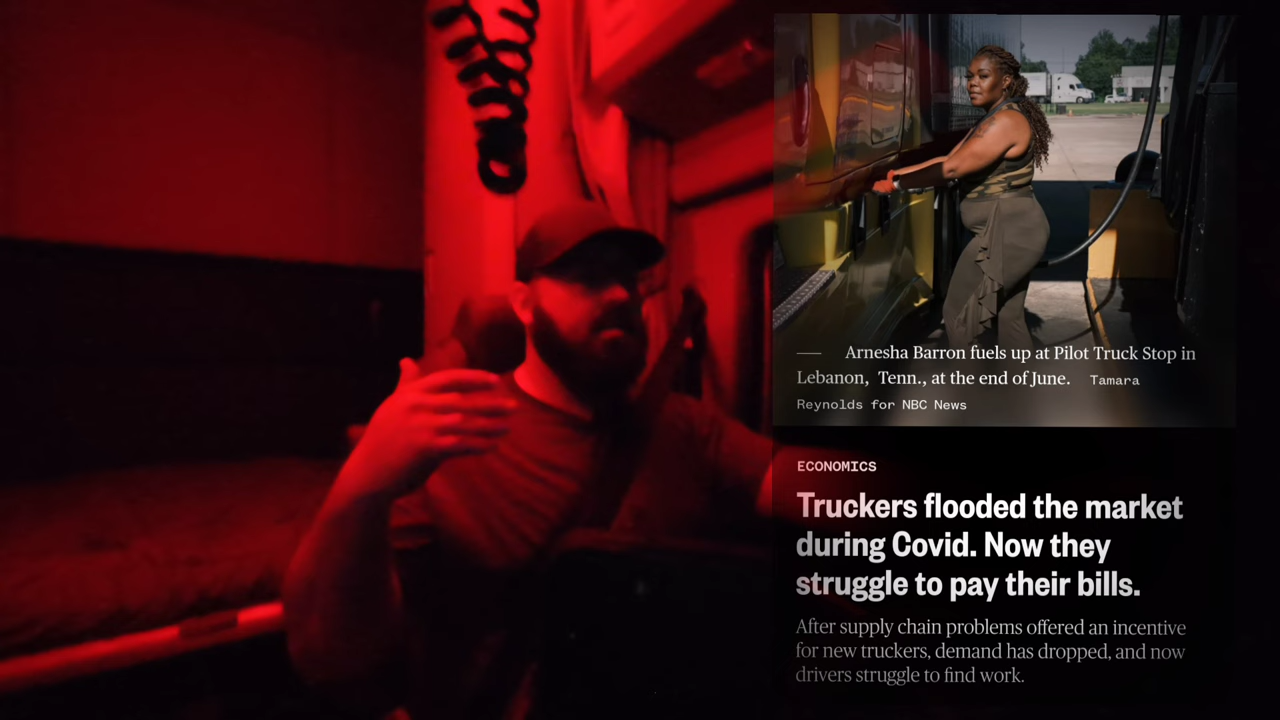 Arnesha Barron fuels up at Pilot Truck Stop in
Lebanon, Tenn., at the end of June. Tamara
Reynolds for NBC News
ECONOMICS
Truckers flooded the market
during Covid. Now they
struggle to pay their bills.
After supply chain problems offered an incentive
for new truckers, demand has dropped, and now
drivers struggle to find work.